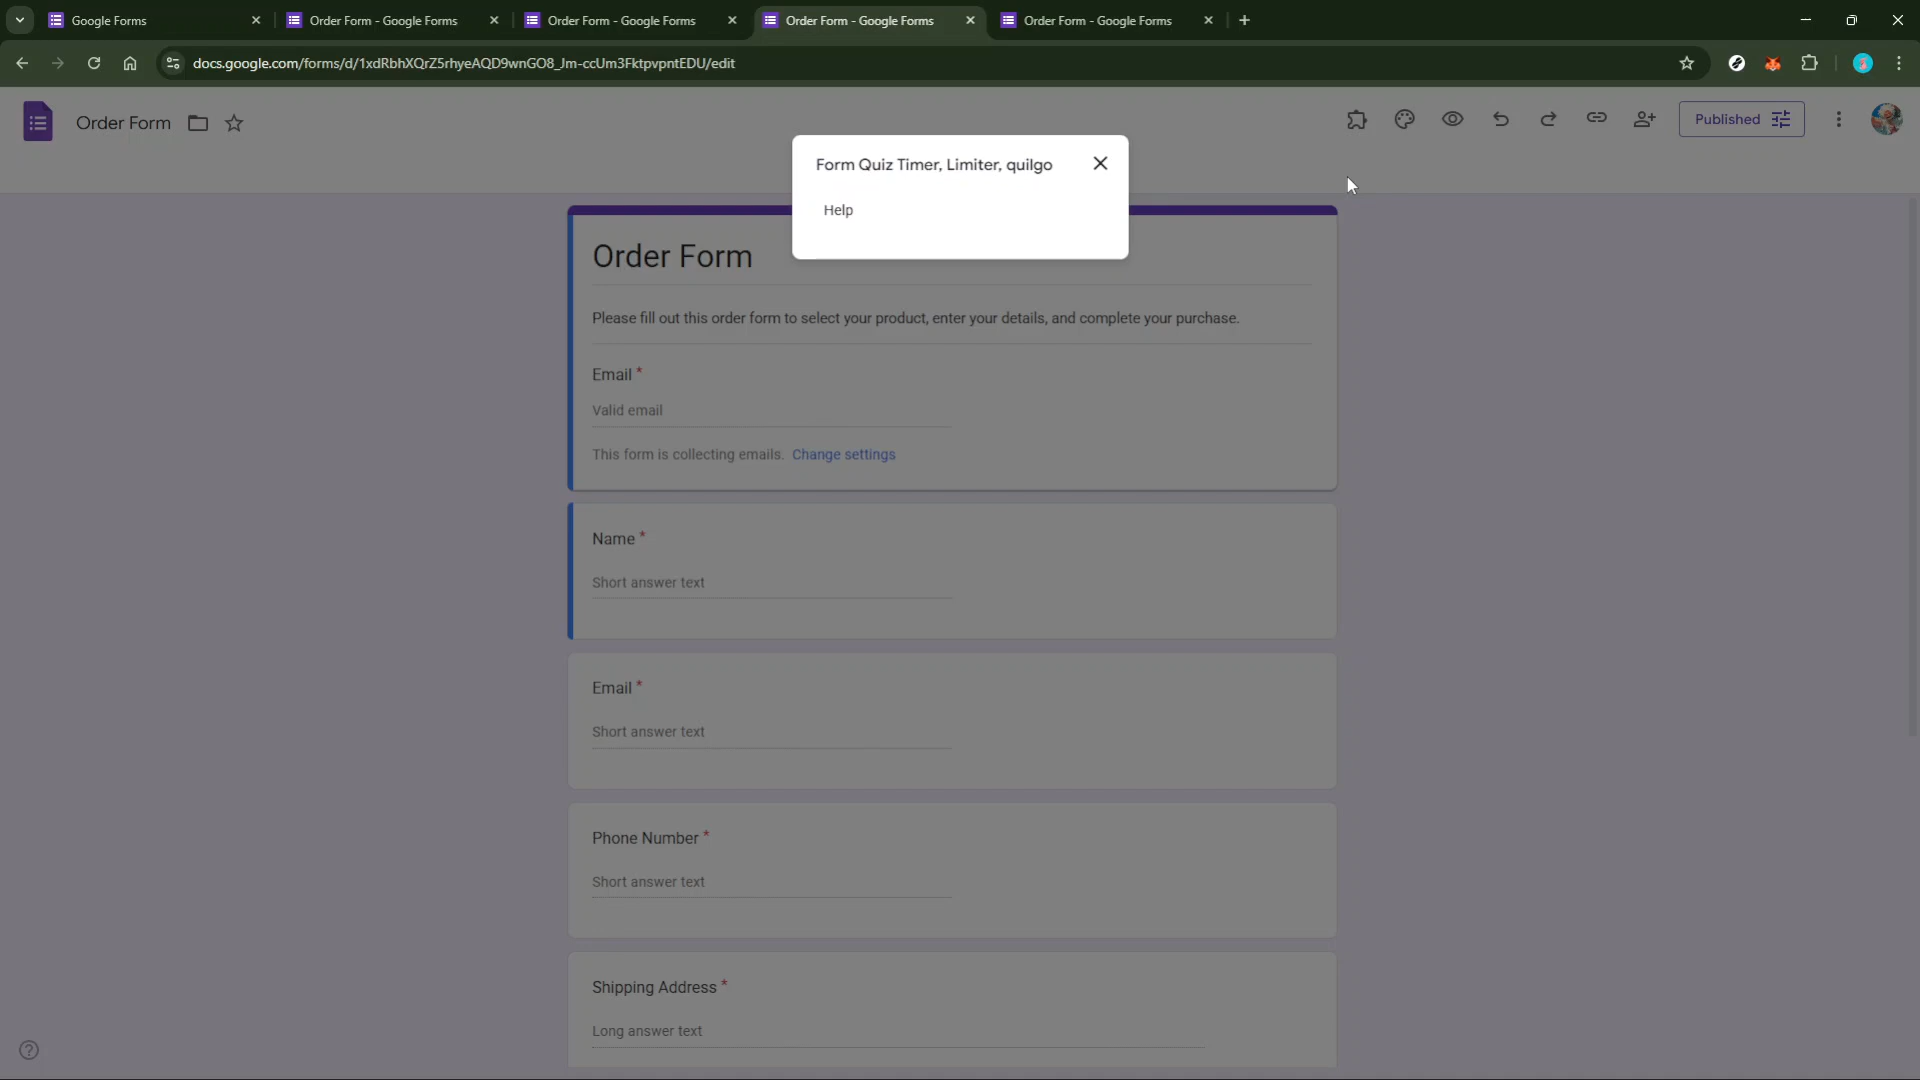 Google Forms
Order Form - Google Forms
Order Form - Google Forms
Order Form - Google Forms
Order Form - Google Forms
docs.google.com/forms/d/1xdRbhXQrZ5rhyeAQD9wnGO8_Jm-ccUm3FktpvpntEDU/edit
Order Form
Published
Form Quiz Timer, Limiter, quilgo
Help
Order Form
Please fill out this order form to select your product, enter your details, and complete your purchase.
Email *
Valid email
This form is collecting emails. Change settings
Name *
Short answer text
Email *
Short answer text
Phone Number *
Short answer text
Shipping Address *
Long answer text